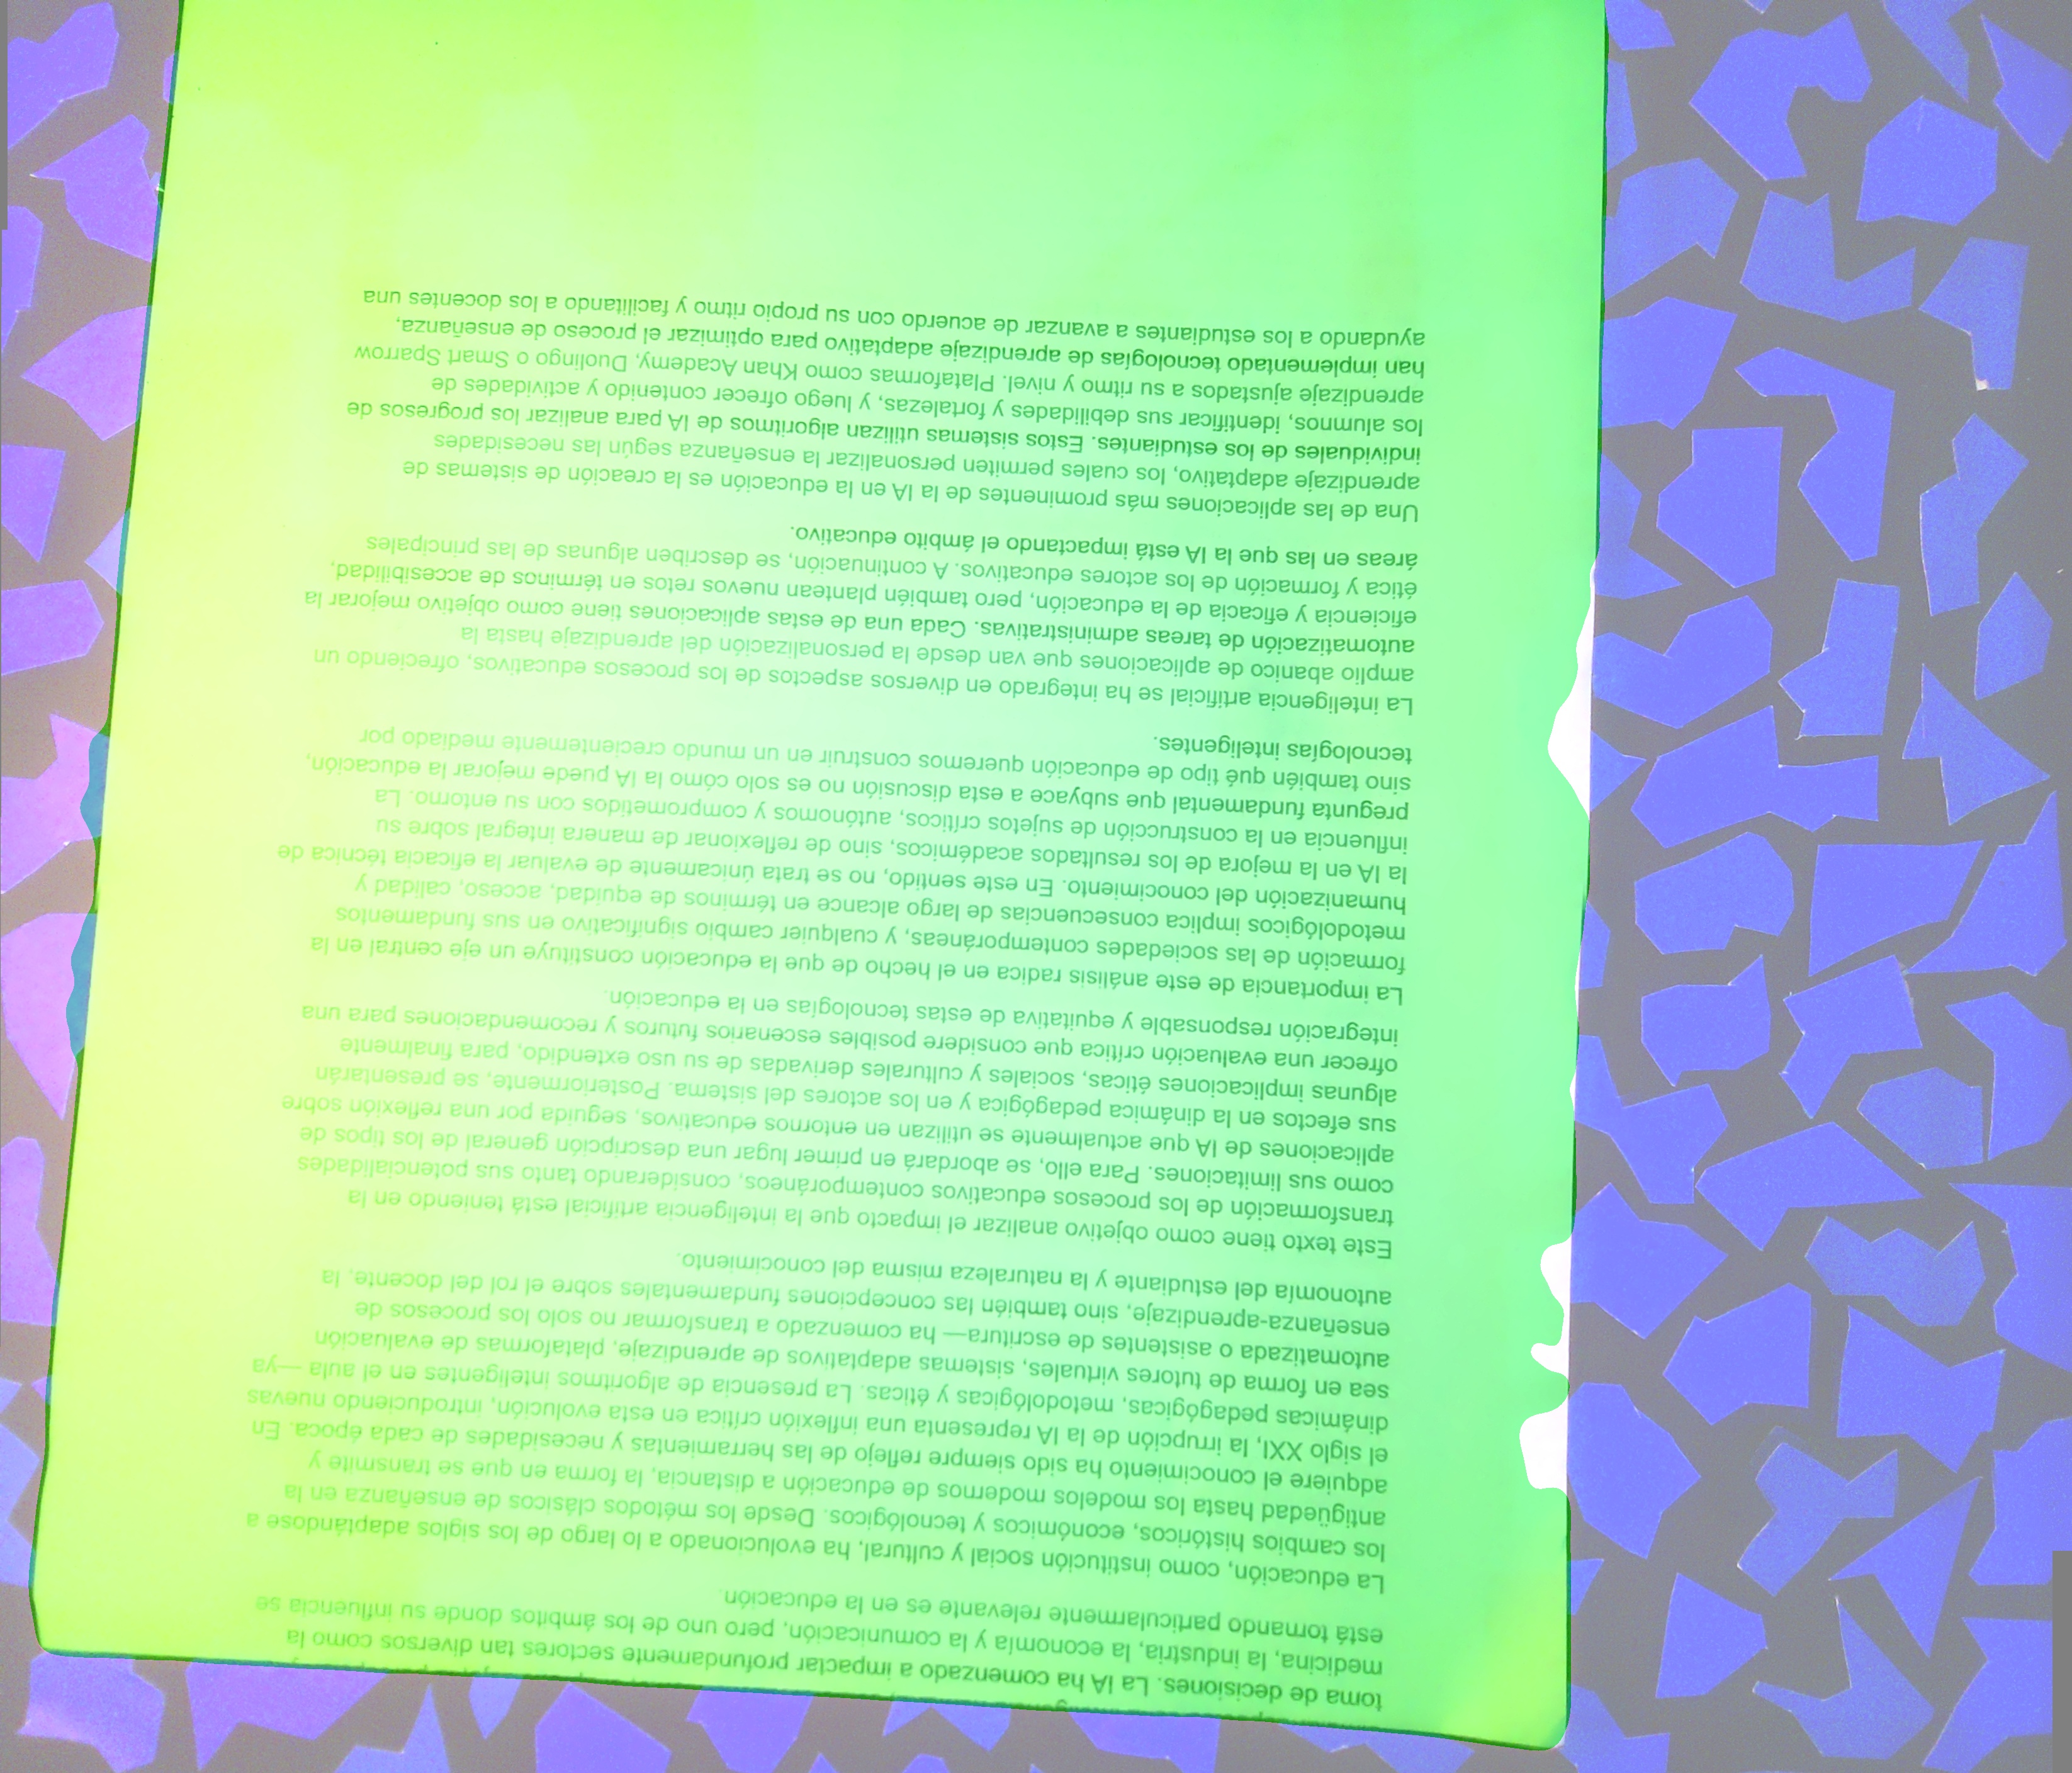 toma de decisiones. La IA ha comenzado a impactar profundamente sectores tan diversos como la
medicina, la industria, la economía y la comunicación, pero uno de los ámbitos donde su influencia se
está tomando particularmente relevante es en la educación.
La educación, como institución social y cultural, ha evolucionado a lo largo de los siglos adaptándose a
los cambios históricos, económicos y tecnológicos. Desde los métodos clásicos de enseñanza en la
antigüedad hasta los modelos modernos de educación a distancia, la forma en que se transmite y
adquiere el conocimiento ha sido siempre reflejo de las herramientas y necesidades de cada época. En
el siglo XXI, la irrupción de la IA representa una inflexión crítica en esta evolución, introduciendo nuevas
dinámicas pedagógicas, metodológicas y éticas. La presencia de algoritmos inteligentes en el aula —ya
sea en forma de tutores virtuales, sistemas adaptativos de aprendizaje, plataformas de evaluación
automatizada o asistentes de escritura— ha comenzado a transformar no solo los procesos de
enseñanza-aprendizaje, sino también las concepciones fundamentales sobre el rol del docente, la
autonomía del estudiante y la naturaleza misma del conocimiento.
Este texto tiene como objetivo analizar el impacto que la inteligencia artificial está teniendo en la
transformación de los procesos educativos contemporáneos, considerando tanto sus potencialidades
como sus limitaciones. Para ello, se abordará en primer lugar una descripción general de los tipos de
aplicaciones de IA que actualmente se utilizan en entornos educativos, seguida por una reflexión sobre
sus efectos en la dinámica pedagógica y en los actores del sistema. Posteriormente, se presentarán
algunas implicaciones éticas, sociales y culturales derivadas de su uso extendido, para finalmente
ofrecer una evaluación crítica que considere posibles escenarios futuros y recomendaciones para una
integración responsable y equitativa de estas tecnologías en la educación.
La importancia de este análisis radica en el hecho de que la educación constituye un eje central en la
formación de las sociedades contemporáneas, y cualquier cambio significativo en sus fundamentos
metodológicos implica consecuencias de largo alcance en términos de equidad, acceso, calidad y
humanización del conocimiento. En este sentido, no se trata únicamente de evaluar la eficacia técnica de
la IA en la mejora de los resultados académicos, sino de reflexionar de manera integral sobre su
influencia en la construcción de sujetos críticos, autónomos y comprometidos con su entorno. La
pregunta fundamental que subyace a esta discusión no es solo cómo la IA puede mejorar la educación,
sino también qué tipo de educación queremos construir en un mundo crecientemente mediado por
tecnologías inteligentes.
La inteligencia artificial se ha integrado en diversos aspectos de los procesos educativos, ofreciendo un
amplio abanico de aplicaciones que van desde la personalización del aprendizaje hasta la
automatización de tareas administrativas. Cada una de estas aplicaciones tiene como objetivo mejorar la
eficiencia y eficacia de la educación, pero también plantean nuevos retos en términos de accesibilidad,
ética y formación de los actores educativos. A continuación, se describen algunas de las principales
áreas en las que la IA está impactando el ámbito educativo.
Una de las aplicaciones más prominentes de la IA en la educación es la creación de sistemas de
aprendizaje adaptativo, los cuales permiten personalizar la enseñanza según las necesidades
individuales de los estudiantes. Estos sistemas utilizan algoritmos de IA para analizar los progresos de
los alumnos, identificar sus debilidades y fortalezas, y luego ofrecer contenido y actividades de
aprendizaje ajustados a su ritmo y nivel. Plataformas como Khan Academy, Duolingo o Smart Sparrow
han implementado tecnologías de aprendizaje adaptativo para optimizar el proceso de enseñanza,
ayudando a los estudiantes a avanzar de acuerdo con su propio ritmo y facilitando a los docentes una